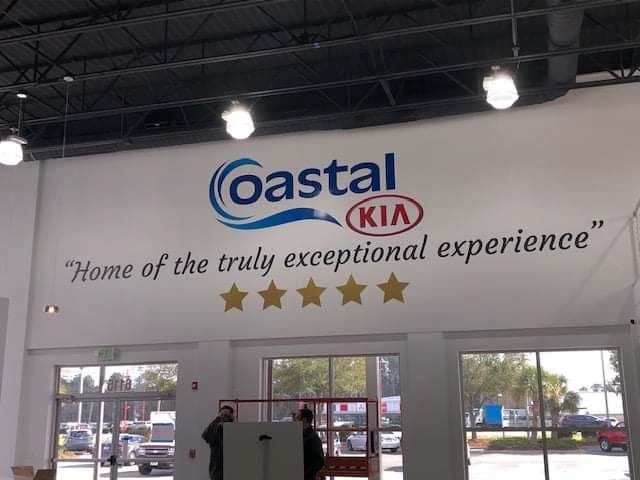 Coastal
KIA
“Home of the truly exceptional experience”